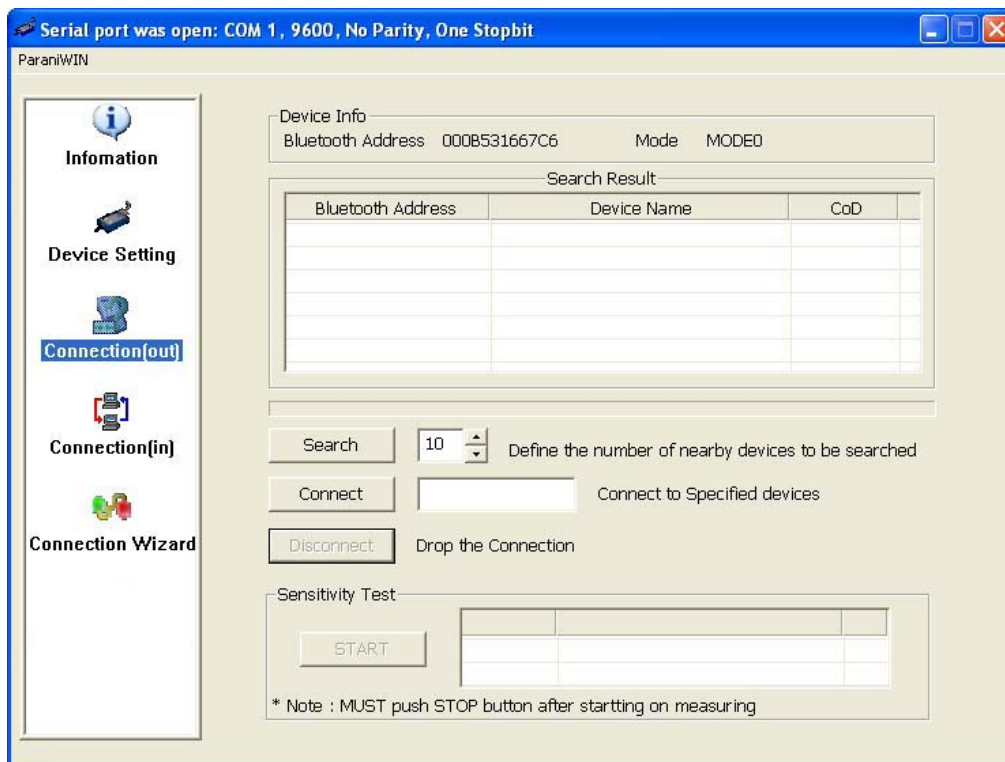 Serial port was open: COM 1, 9600, No Parity, One Stopbit
ParaniWIN
Infomation
Device Setting
Connection(out)
Connection(in)
Connection Wizard
Device Info
Bluetooth Address 000B531667C6 Mode MODE0
Search Result
Bluetooth Address Device Name CoD
Search 10 Define the number of nearby devices to be searched
Connect Connect to Specified devices
Disconnect Drop the Connection
Sensitivity Test
START
* Note : MUST push STOP button after startting on measuring